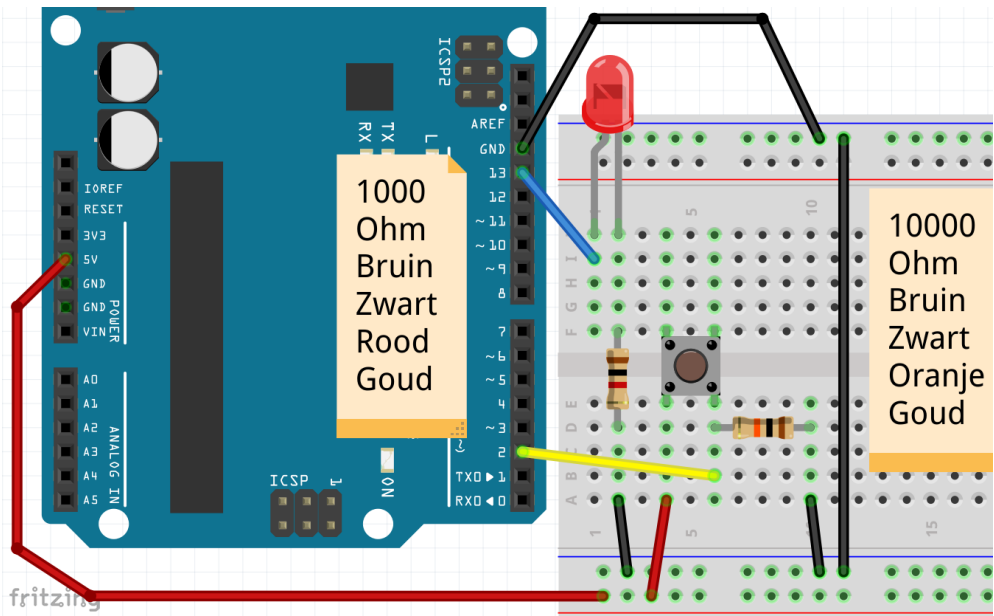 ICSP2
AREF
GND
13
12
~11
~10
~9
8
7
~6
~5
4
~3
2
TX0▶1
RX0◀0
RX
TX
L
IOREF
RESET
3V3
5V
GND
GND
VIN
POWER
A0
A1
A2
A3
A4
A5
ANALOG IN
ICSP
1
ON
1000
Ohm
Bruin
Zwart
Rood
Goud
10000
Ohm
Bruin
Zwart
Oranje
Goud
5
10
I
H
G
F
E
D
B
A
1
5
15
fritzing